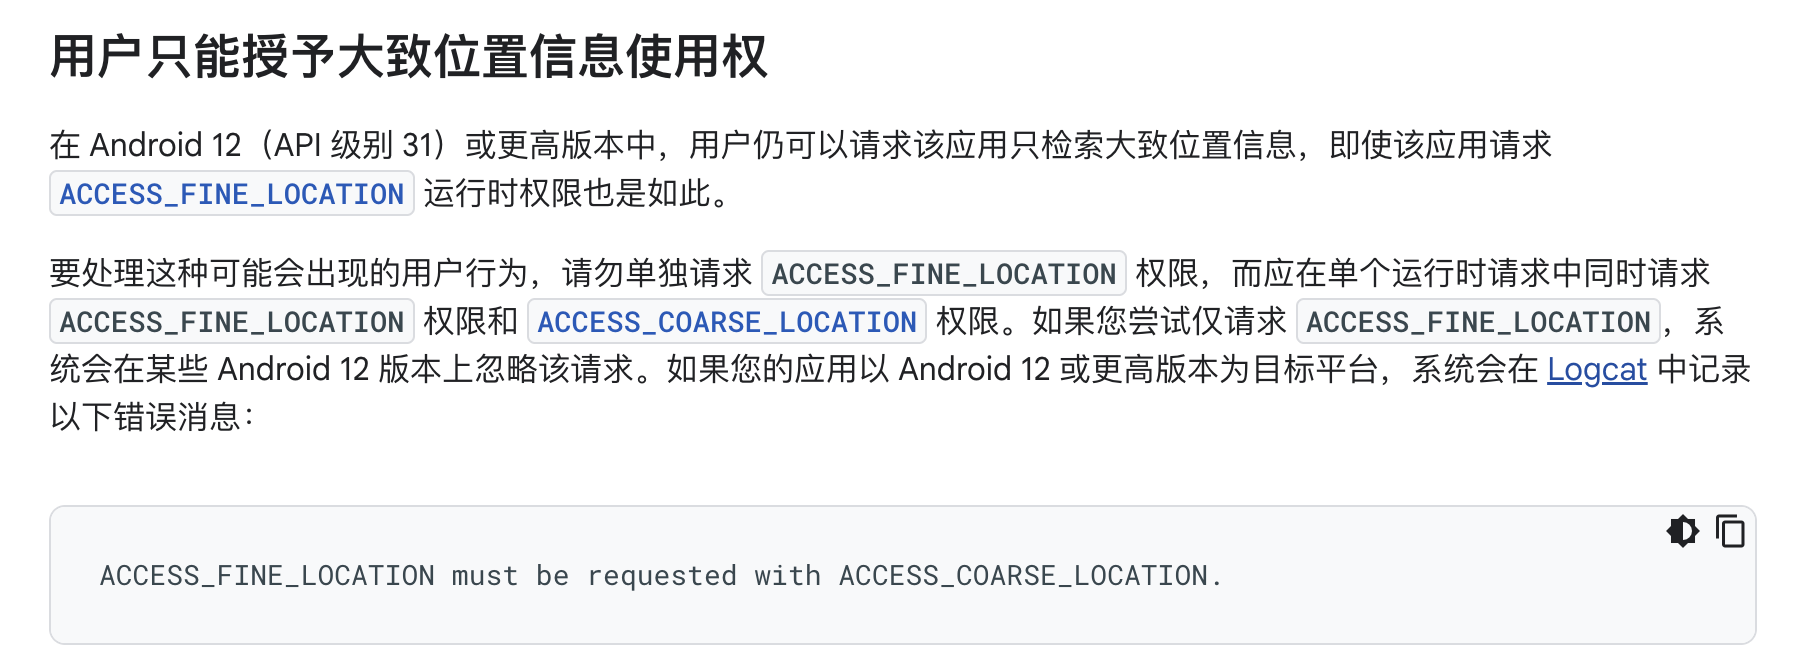 用户只能授予大致位置信息使用权
在 Android 12（API 级别 31）或更高版本中，用户仍可以请求该应用只检索大致位置信息，即使该应用请求
ACCESS_FINE_LOCATION 运行时权限也是如此。
要处理这种可能会出现的用户行为，请勿单独请求 ACCESS_FINE_LOCATION 权限，而应在单个运行时请求中同时请求
ACCESS_FINE_LOCATION 权限和 ACCESS_COARSE_LOCATION 权限。如果您尝试仅请求 ACCESS_FINE_LOCATION，系
统会在某些 Android 12 版本上忽略该请求。如果您的应用以 Android 12 或更高版本为目标平台，系统会在 Logcat 中记录
以下错误消息：
ACCESS_FINE_LOCATION must be requested with ACCESS_COARSE_LOCATION.